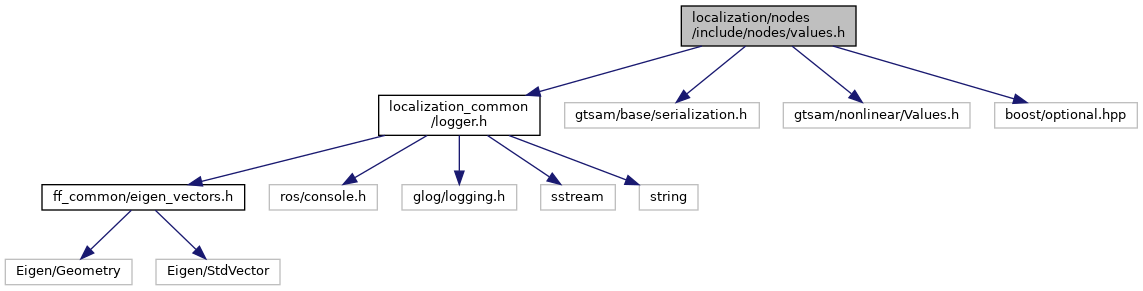 localization/nodes
/include/nodes/values.h
localization_common
/logger.h
gtsam/base/serialization.h
gtsam/nonlinear/Values.h
boost/optional.hpp
ff_common/eigen_vectors.h
ros/console.h
glog/logging.h
sstream
string
Eigen/Geometry
Eigen/StdVector